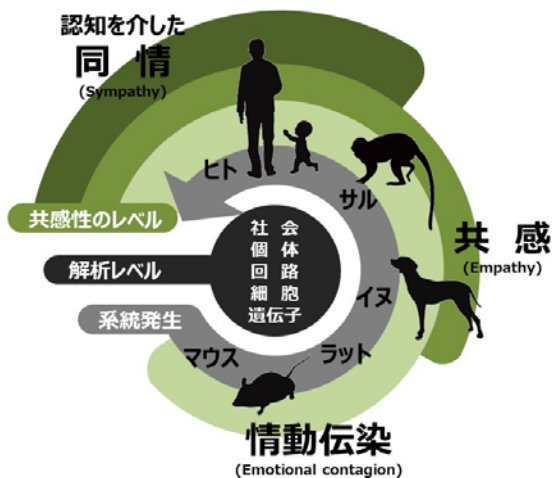 認知を介した
同情
(Sympathy)
ヒト
サル
共感性のレベル
解析レベル
系統発生
社会
個体
回路
細胞
遺伝子
共感
(Empathy)
イヌ
ラット
マウス
情動伝染
(Emotional contagion)